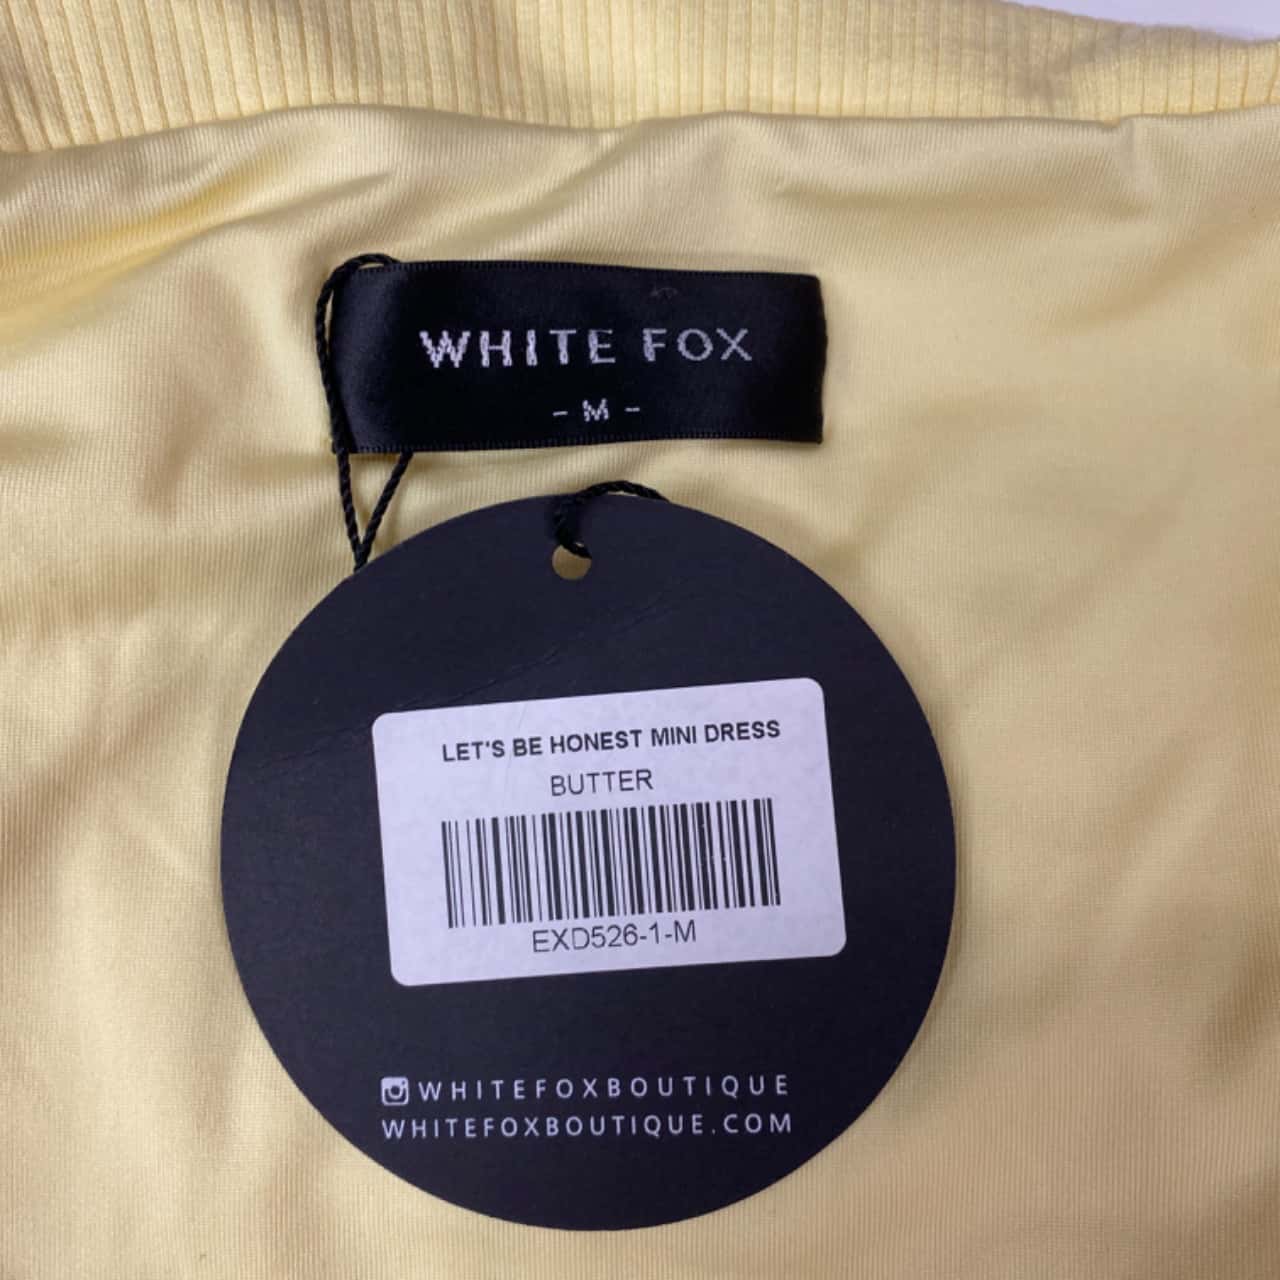 WHITE FOX
- M -
LET'S BE HONEST MINI DRESS
BUTTER
EXD526-1-M
WHITEFOXBOUTIQUE
WHITEFOXBOUTIQUE.COM